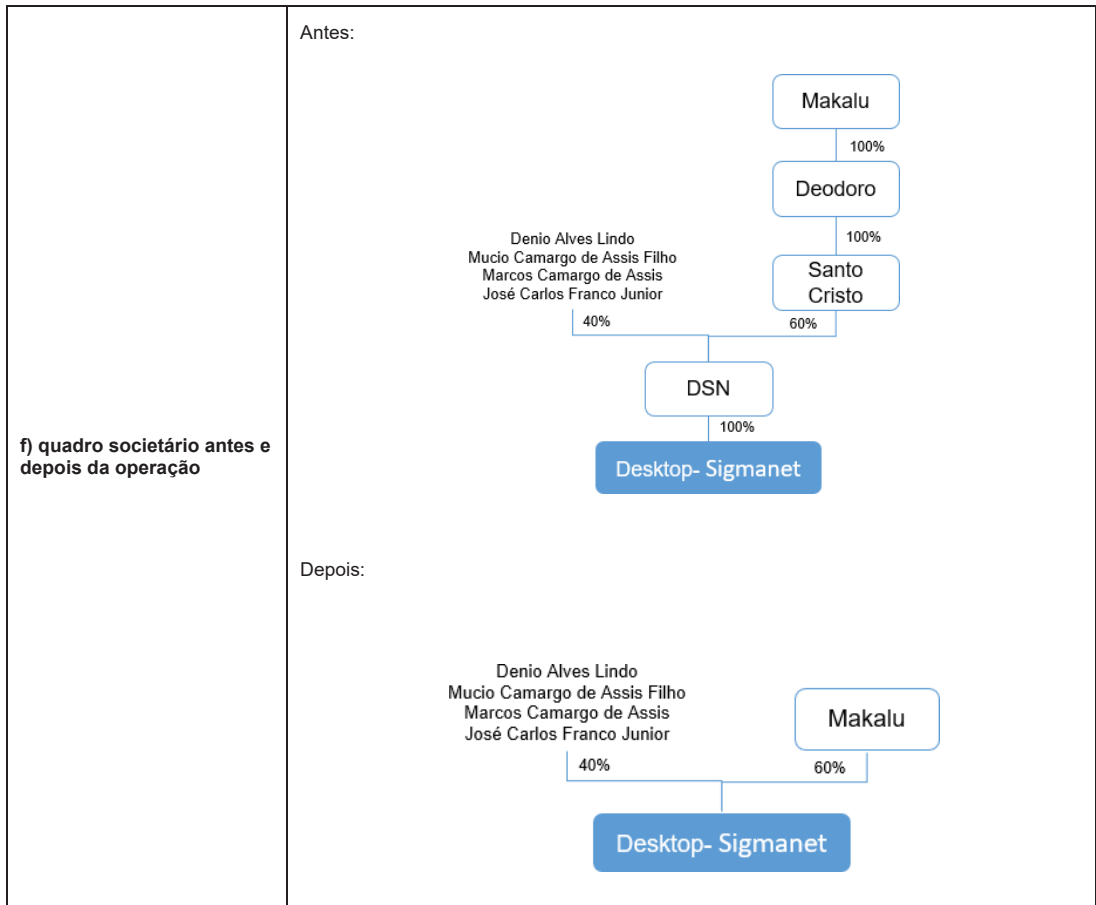 f) quadro societário antes e
depois da operação
Antes:
Makalu
100%
Deodoro
100%
Santo
Cristo
Denio Alves Lindo
Mucio Camargo de Assis Filho
Marcos Camargo de Assis
José Carlos Franco Junior
40%
60%
DSN
100%
Desktop- Sigmanet
Depois:
Denio Alves Lindo
Mucio Camargo de Assis Filho
Marcos Camargo de Assis
José Carlos Franco Junior
Makalu
40%
60%
Desktop- Sigmanet